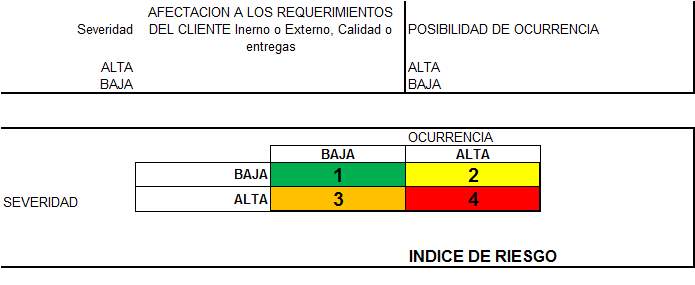 AFECTACION A LOS REQUERIMIENTOS
Severidad DEL CLIENTE Inerno o Externo, Calidad o POSIBILIDAD DE OCURRENCIA
entregas
ALTA ALTA
BAJA BAJA
OCURRENCIA
BAJA ALTA
BAJA 1 2
SEVERIDAD ALTA 3 4
INDICE DE RIESGO